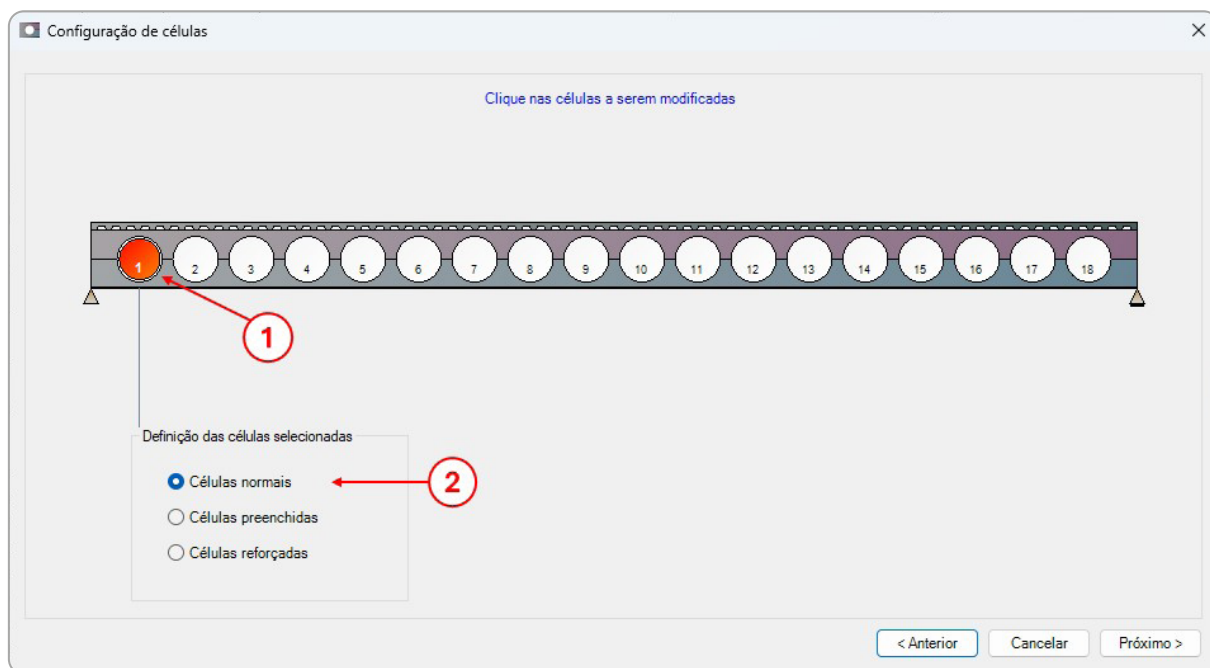 Configuração de células
Clique nas células a serem modificadas
1 2 3 4 5 6 7 8 9 10 11 12 13 14 15 16 17 18
1
Definição das células selecionadas
Células normais
2
Células preenchidas
Células reforçadas
< Anterior Cancelar Próximo >